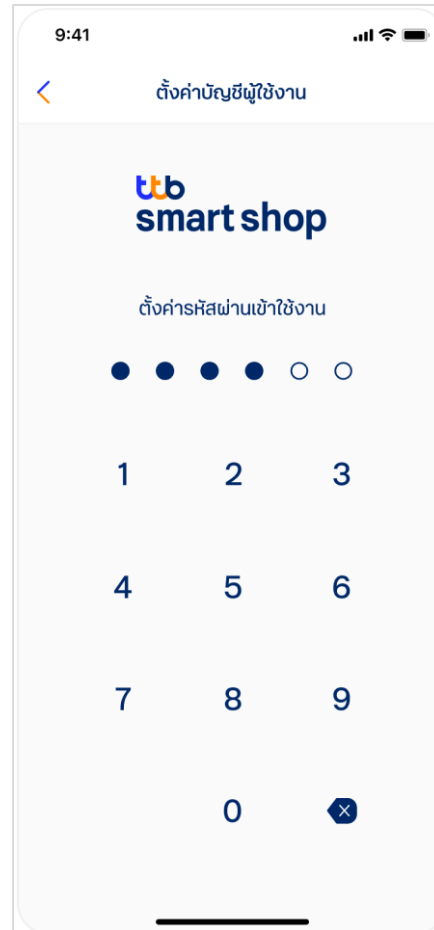 9:41
ตั้งค่าบัญชีผู้ใช้งาน
ttb
smart shop
ตั้งค่ารหัสผ่านเข้าใช้งาน
1 2 3
4 5 6
7 8 9
0